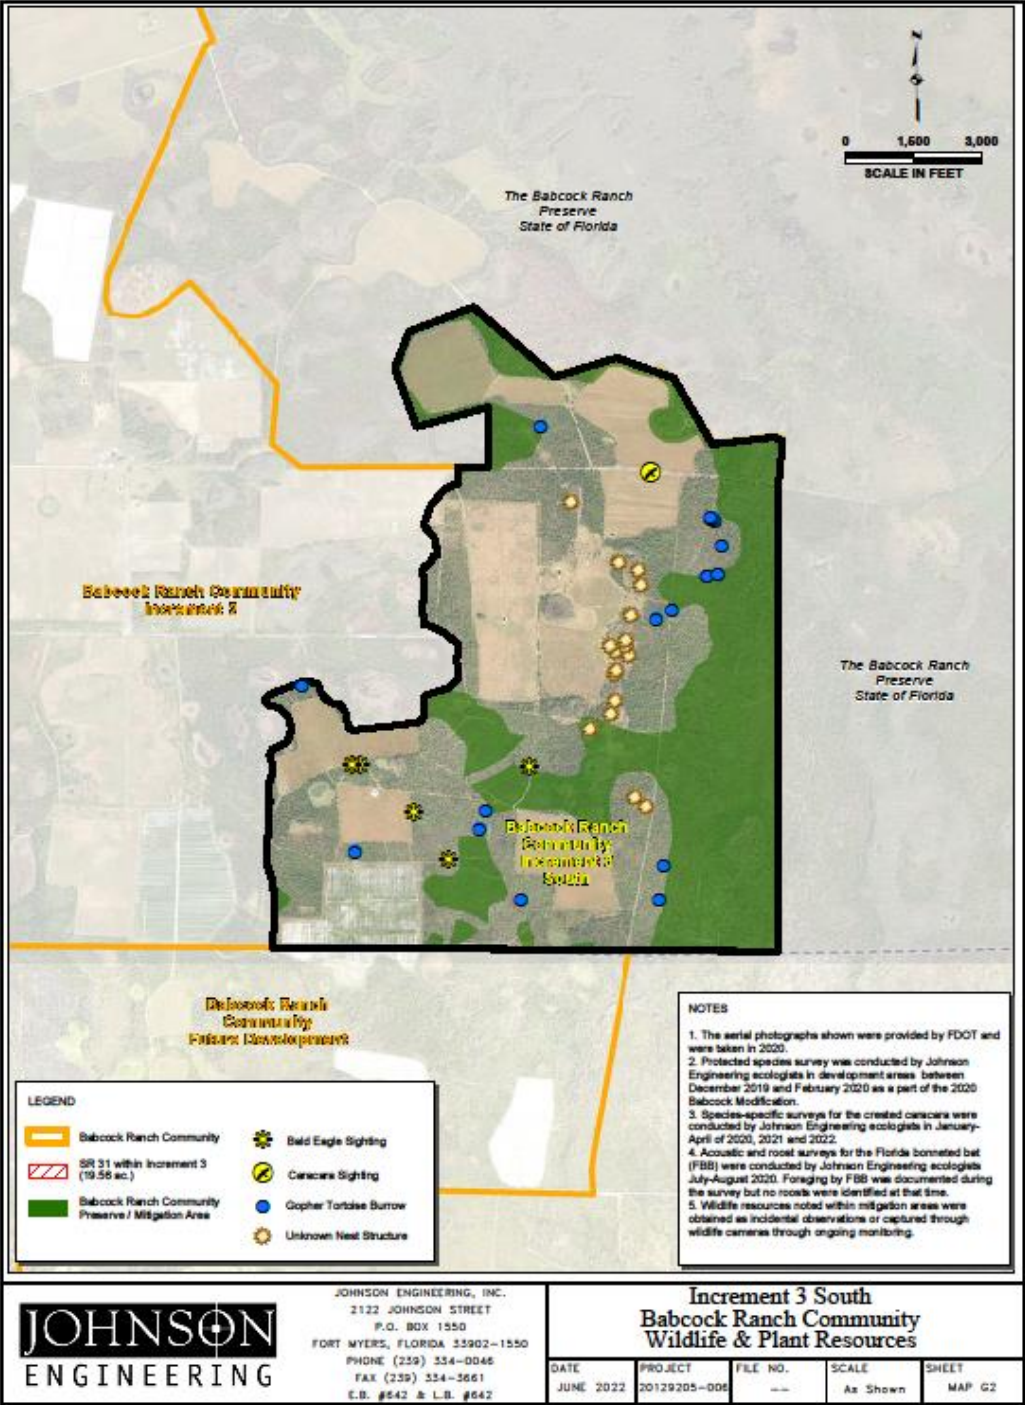 N
0 1,500 3,000
SCALE IN FEET
The Babcock Ranch
Preserve
State of Florida
Babcock Ranch Community
Increment 2
The Babcock Ranch
Preserve
State of Florida
Babcock Ranch
Community
Increment 3
South
Babcock Ranch
Community
Future Development
NOTES
1. The aerial photographs shown were provided by FDOT and
were taken in 2020.
2. Protected species survey was conducted by Johnson
Engineering ecologists in development areas between
December 2019 and February 2020 as a part of the 2020
Babcock Modification.
3. Species-specific surveys for the crested caracara were
conducted by Johnson Engineering ecologists in January-
April of 2020, 2021 and 2022.
4. Acoustic and roost surveys for the Florida bonneted bat
(FBB) were conducted by Johnson Engineering ecologists
July-August 2020. Foraging by FBB was documented during
the survey but no roosts were identified at that time.
5. Wildlife resources noted within mitigation areas were
obtained as incidental observations or captured through
wildlife cameras through ongoing monitoring.
LEGEND
Babcock Ranch Community
SR 31 within Increment 3
(19.56 ac.)
Babcock Ranch Community
Preserve / Mitigation Area
Bald Eagle Sighting
Caracara Sighting
Gopher Tortoise Burrow
Unknown Nest Structure
JOHNSON
ENGINEERING
JOHNSON ENGINEERING, INC.
2122 JOHNSON STREET
P.O. BOX 1550
FORT MYERS, FLORIDA 33902-1550
PHONE (239) 334-0046
FAX (239) 334-3661
E.B. #642 & L.B. #642
Increment 3 South
Babcock Ranch Community
Wildlife & Plant Resources
DATE PROJECT FILE NO. SCALE SHEET
JUNE 2022 20129205-006 -- As Shown MAP G2